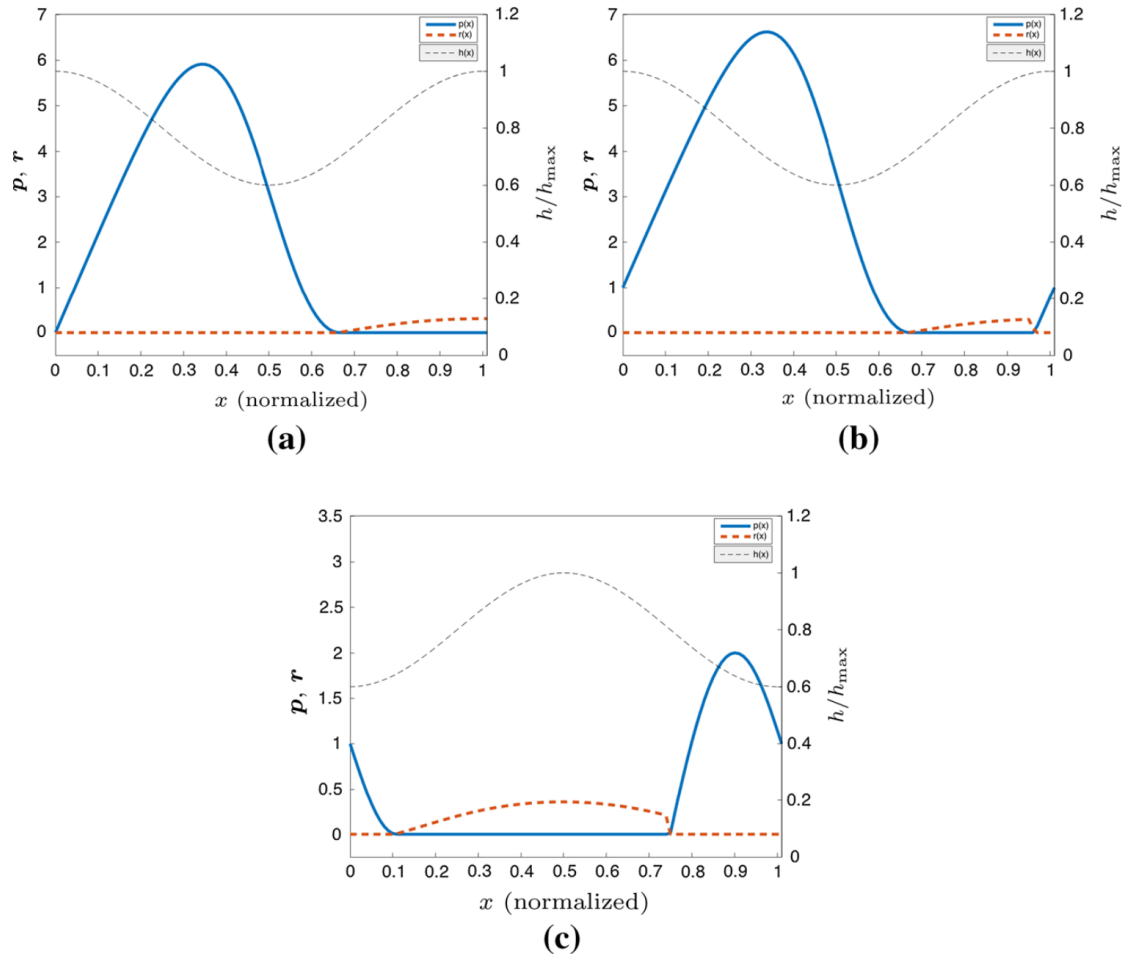 7 6 5 4 3 2 1 0
p, r
1.2 1 0.8 0.6 0.4 0.2 0
h/h_max
p(x)
r(x)
h(x)
0 0.1 0.2 0.3 0.4 0.5 0.6 0.7 0.8 0.9 1
x (normalized)
(a)
7 6 5 4 3 2 1 0
p, r
1.2 1 0.8 0.6 0.4 0.2 0
h/h_max
p(x)
r(x)
h(x)
0 0.1 0.2 0.3 0.4 0.5 0.6 0.7 0.8 0.9 1
x (normalized)
(b)
3.5 3 2.5 2 1.5 1 0.5 0
p, r
1.2 1 0.8 0.6 0.4 0.2 0
h/h_max
p(x)
r(x)
h(x)
0 0.1 0.2 0.3 0.4 0.5 0.6 0.7 0.8 0.9 1
x (normalized)
(c)